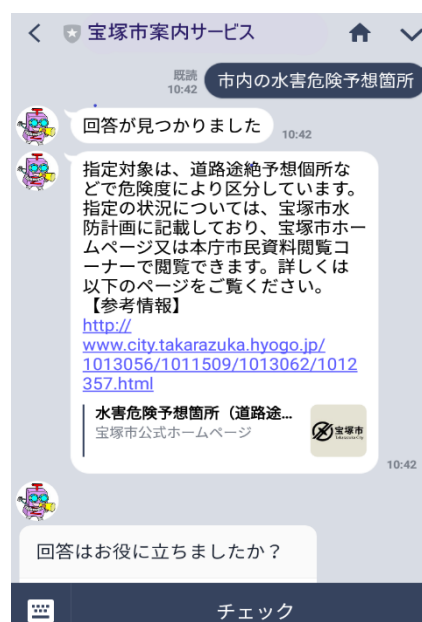 宝塚市案内サービス
既読
10:42
市内の水害危険予想箇所
回答が見つかりました
10:42
指定対象は、道路途絶予想個所な
どで危険度により区分しています。
指定の状況については、宝塚市水
防計画に記載しており、宝塚市ホー
ムページ又は本庁市民資料閲覧コ
ーナーで閲覧できます。詳しくは
以下のページをご覧ください。
【参考情報】
http://
www.city.takarazuka.hyogo.jp/
1013056/1011509/1013062/1012
357.html
水害危険予想箇所（道路途...
宝塚市公式ホームページ
宝塚市
10:42
回答はお役に立ちましたか？
チェック